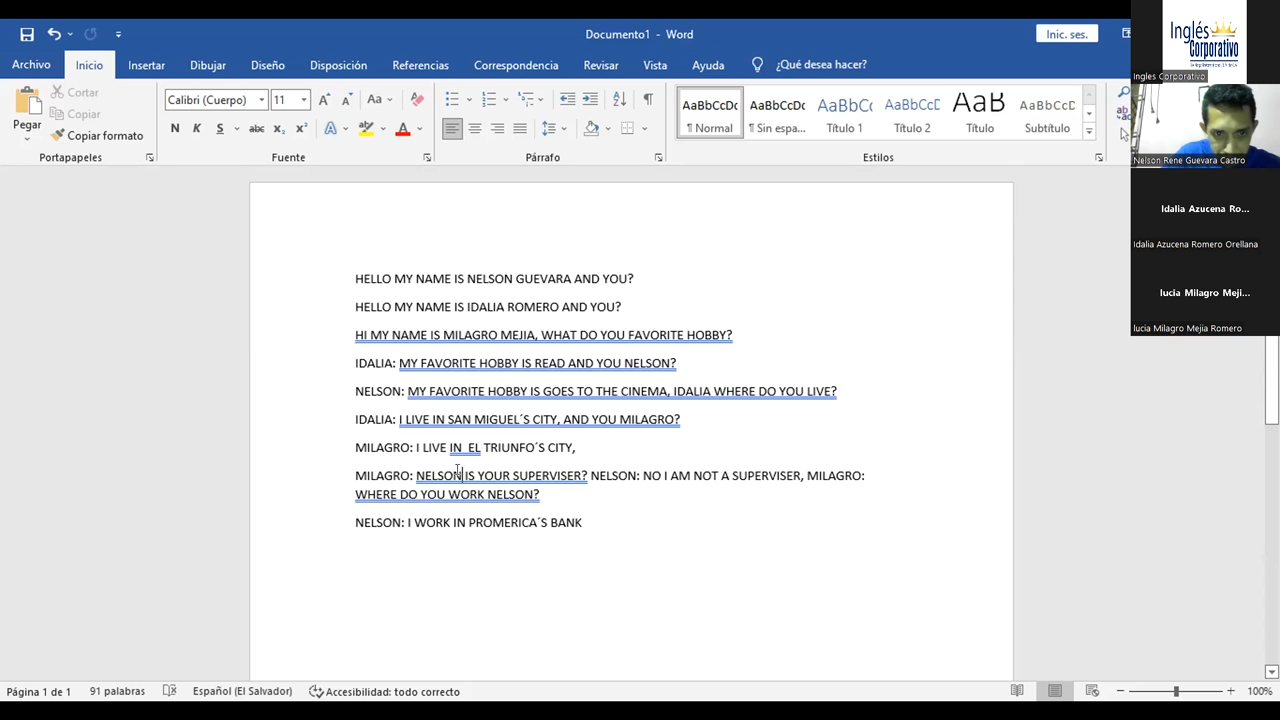 Documento1 - Word
Inic. ses.
Archivo Inicio Insertar Dibujar Diseño Disposición Referencias Correspondencia Revisar Vista Ayuda ¿Qué desea hacer?
Pegar
Cortar
Copiar
Copiar formato
Portapapeles
Calibri (Cuerpo) 11
N K S abc x₂ x²
Fuente
Párrafo
AaBbCcDc AaBbCcDc AaBbCc AaBbCcD AaB AaBbCcD
¶ Normal ¶ Sin espa... Título 1 Título 2 Título Subtítulo
Estilos
Inglés
Corporativo
Ingles Corporativo
Nelson Rene Guevara Castro
Idalia Azucena Ro...
Idalia Azucena Romero Orellana
lucia Milagro Meji...
lucia Milagro Mejia Romero
HELLO MY NAME IS NELSON GUEVARA AND YOU?
HELLO MY NAME IS IDALIA ROMERO AND YOU?
HI MY NAME IS MILAGRO MEJIA, WHAT DO YOU FAVORITE HOBBY?
IDALIA: MY FAVORITE HOBBY IS READ AND YOU NELSON?
NELSON: MY FAVORITE HOBBY IS GOES TO THE CINEMA, IDALIA WHERE DO YOU LIVE?
IDALIA: I LIVE IN SAN MIGUEL´S CITY, AND YOU MILAGRO?
MILAGRO: I LIVE IN  EL TRIUNFO´S CITY,
MILAGRO: NELSON IS YOUR SUPERVISER? NELSON: NO I AM NOT A SUPERVISER, MILAGRO:
WHERE DO YOU WORK NELSON?
NELSON: I WORK IN PROMERICA´S BANK
Página 1 de 1 91 palabras Español (El Salvador) Accesibilidad: todo correcto 100%